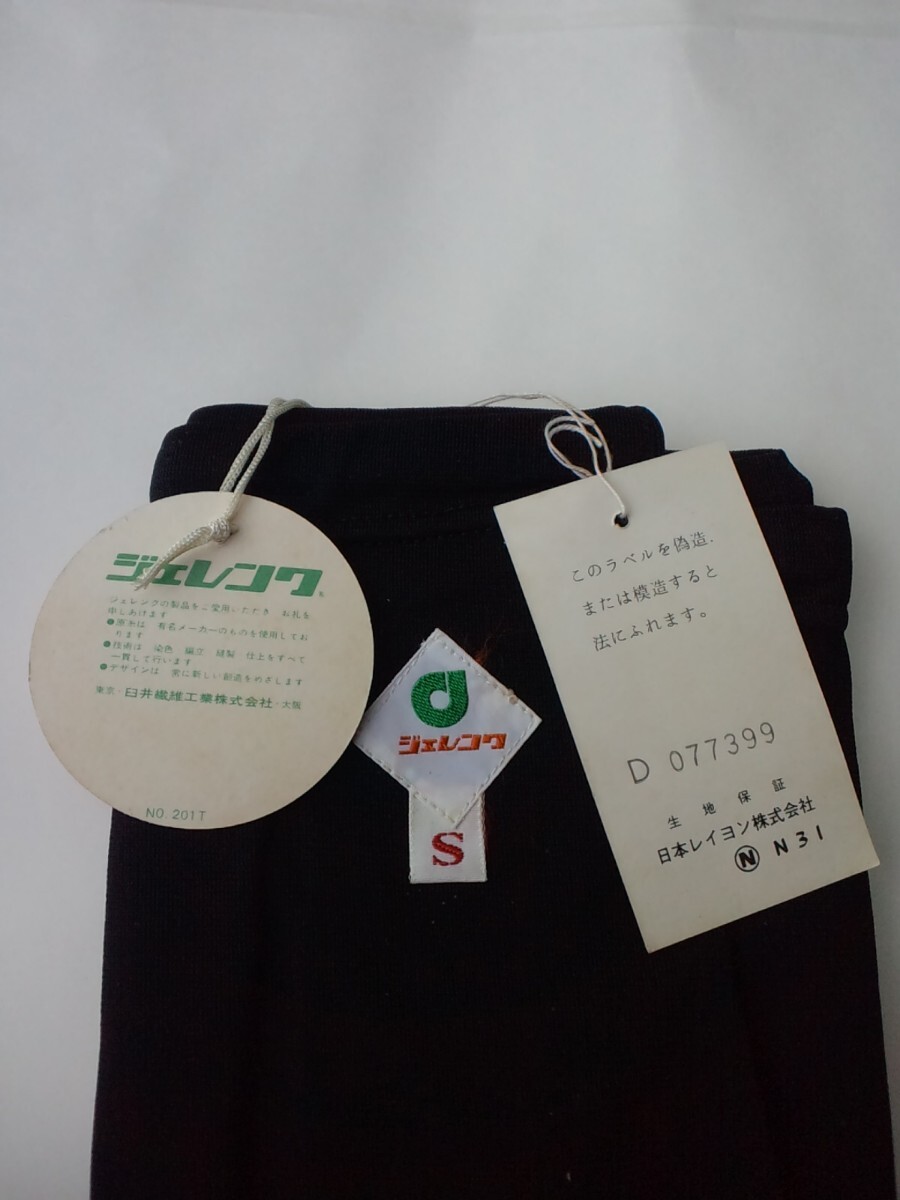 ジェレンク
ジェレンクの製品をご愛用いただき お礼を
申しあげます
●原糸は 有名メーカーのものを使用してお
ります
●技術は 染色 編立 縫製 仕上をすべて
一貫して行います
●デザインは 常に新しい創造をめざします
東京・臼井繊維工業株式会社・大阪
NO. 201T
ジェレンク
S
このラベルを偽造、
または模造すると
法にふれます。
D 077399
生地保証
日本レイヨン株式会社
Ⓝ N31